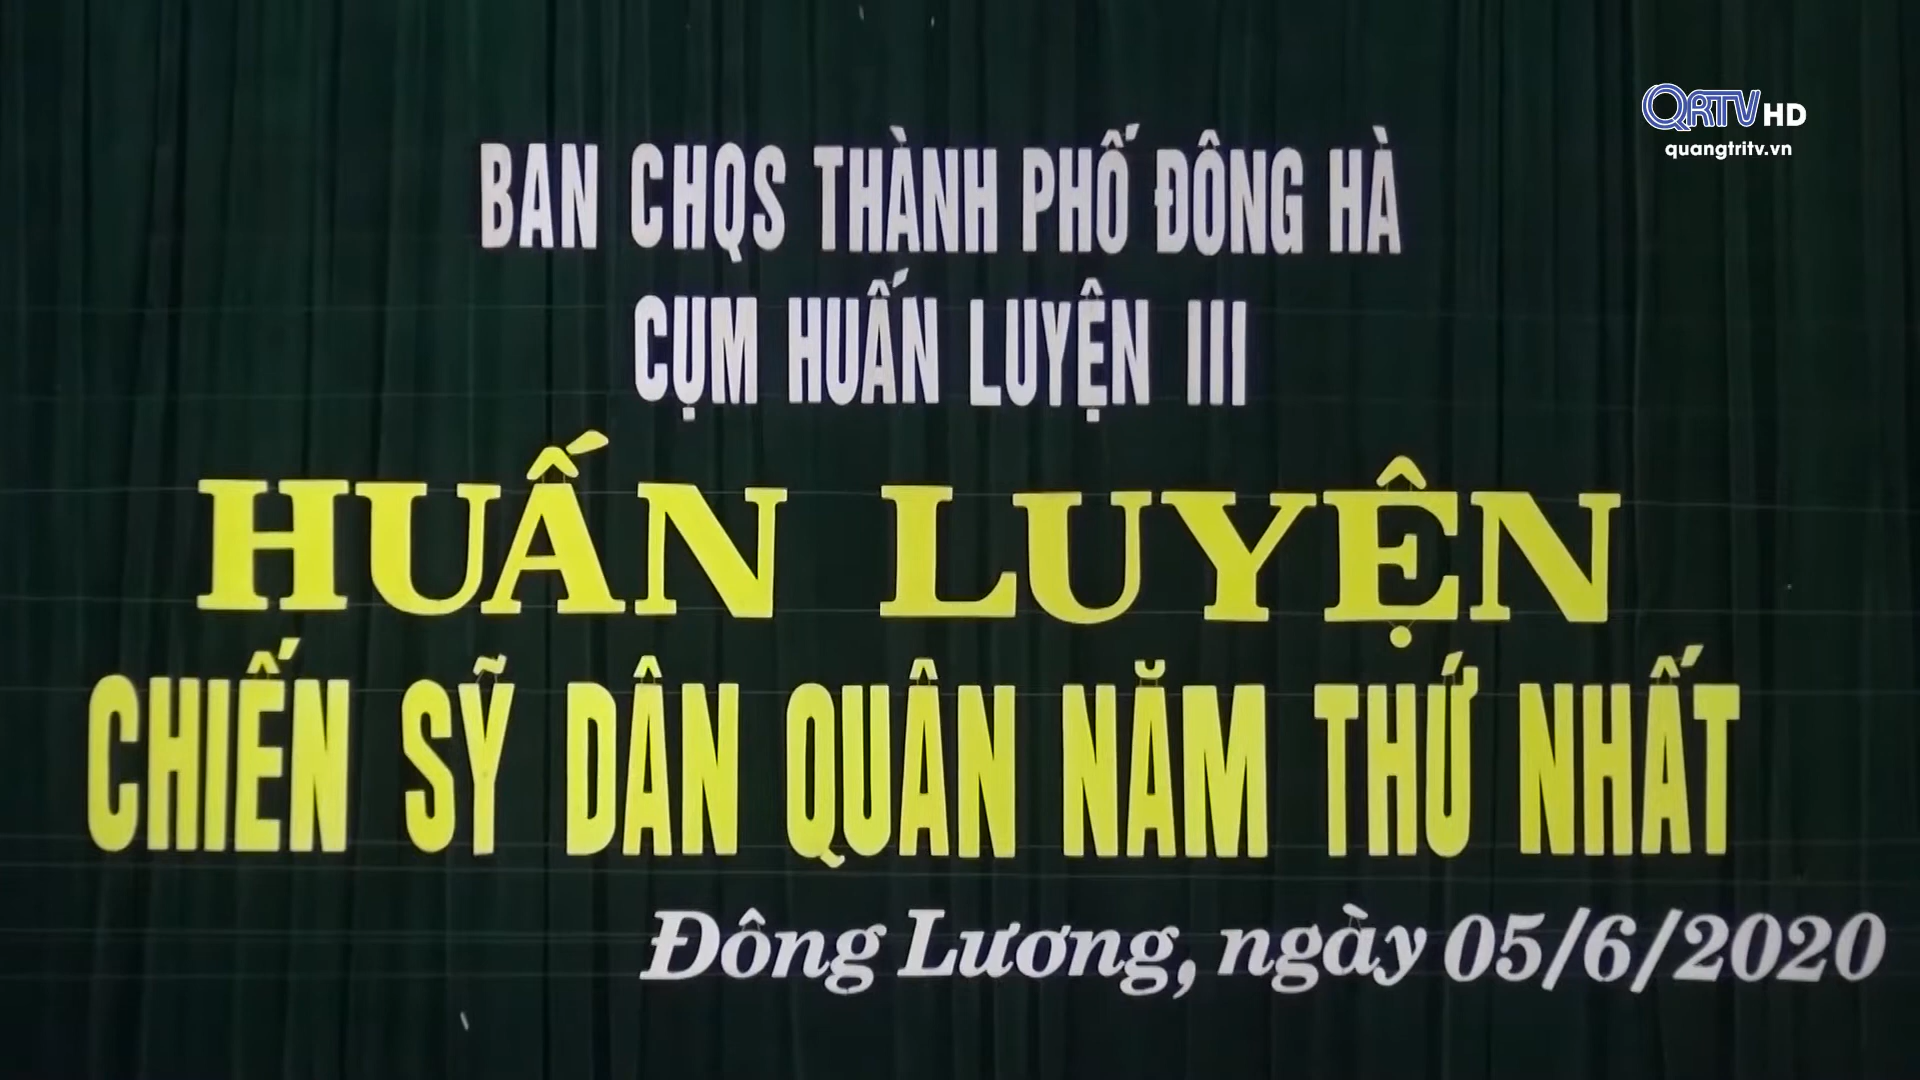 QRTV HD
quangtritv.vn
BAN CHQS THÀNH PHỐ ĐÔNG HÀ
CỤM HUẤN LUYỆN III
HUẤN LUYỆN
CHIẾN SỸ DÂN QUÂN NĂM THỨ NHẤT
Đông Lương, ngày 05/6/2020